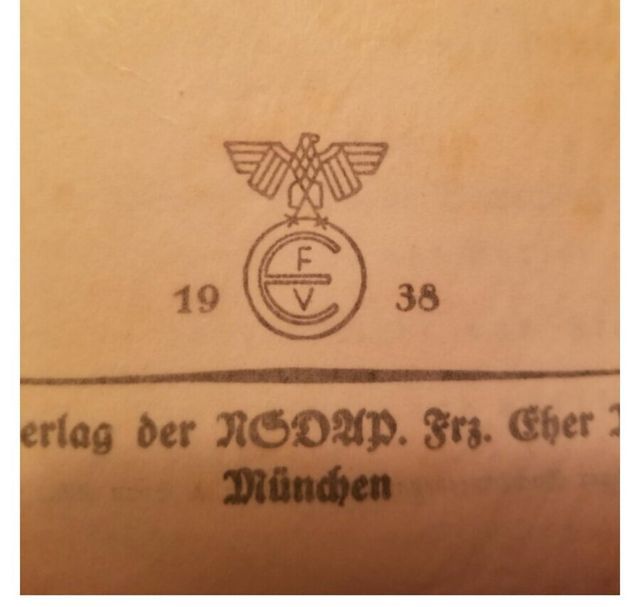 F
V
19 38
erlag der NSDAP. Frz. Eher
München